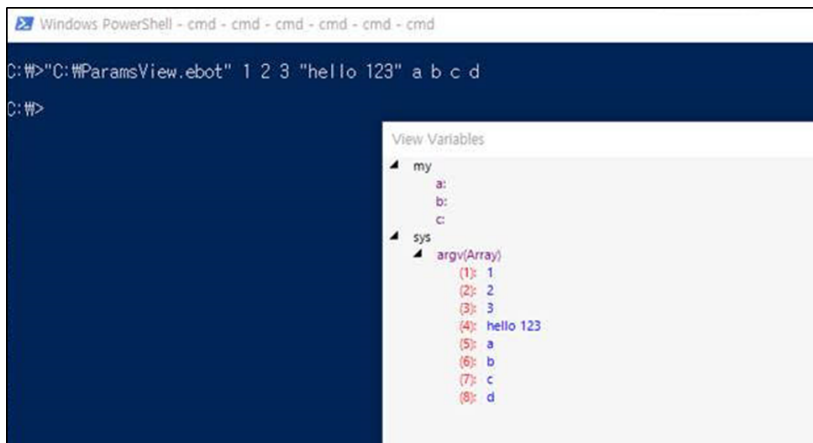 Windows PowerShell - cmd - cmd - cmd - cmd - cmd - cmd
C:₩>"C:₩ParamsView.ebot" 1 2 3 "hello 123" a b c d
C:₩>
View Variables
my
a:
b:
c:
sys
argv(Array)
(1): 1
(2): 2
(3): 3
(4): hello 123
(5): a
(6): b
(7): c
(8): d